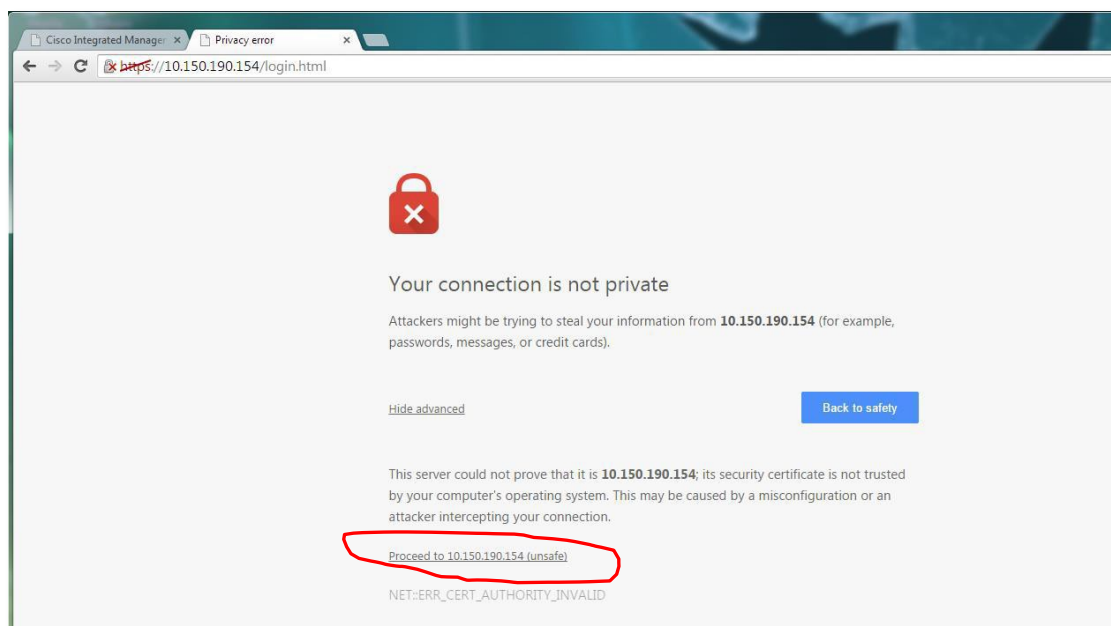 Cisco Integrated Manager
Privacy error
https://10.150.190.154/login.html
Your connection is not private
Attackers might be trying to steal your information from 10.150.190.154 (for example,
passwords, messages, or credit cards).
Hide advanced
Back to safety
This server could not prove that it is 10.150.190.154; its security certificate is not trusted
by your computer's operating system. This may be caused by a misconfiguration or an
attacker intercepting your connection.
Proceed to 10.150.190.154 (unsafe)
NET::ERR_CERT_AUTHORITY_INVALID